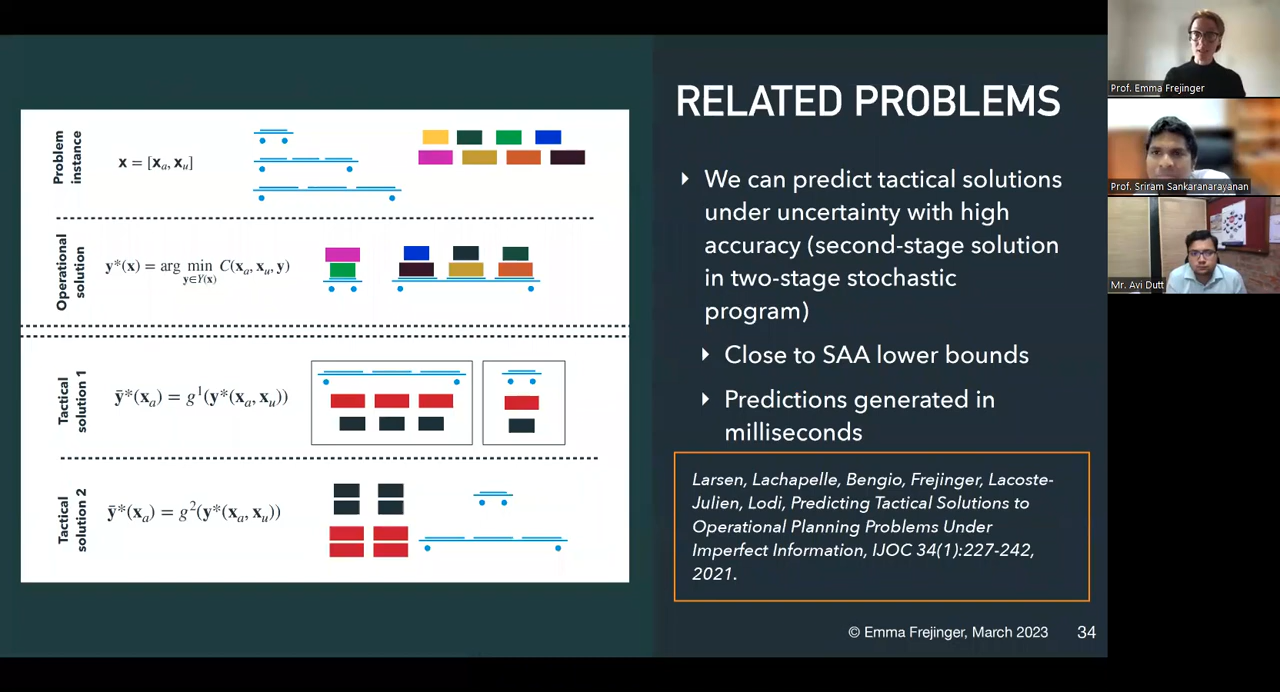 RELATED PROBLEMS
We can predict tactical solutions
under uncertainty with high
accuracy (second-stage solution
in two-stage stochastic
program)
Close to SAA lower bounds
Predictions generated in
milliseconds
Larsen, Lachapelle, Bengio, Frejinger, Lacoste-
Julien, Lodi, Predicting Tactical Solutions to
Operational Planning Problems Under
Imperfect Information, IJOC 34(1):227-242,
2021.
© Emma Frejinger, March 2023 34
Problem
instance
x = [xₐ, xᵤ]
Operational
solution
y*(x) = arg min C(xₐ, xᵤ, y)
y∈Y(x)
Tactical
solution 1
ȳ*(xₐ) = g¹(y*(xₐ, xᵤ))
Tactical
solution 2
ȳ*(xₐ) = g²(y*(xₐ, xᵤ))
Prof. Emma Frejinger
Prof. Sriram Sankaranarayanan
Mr. Avi Dutt